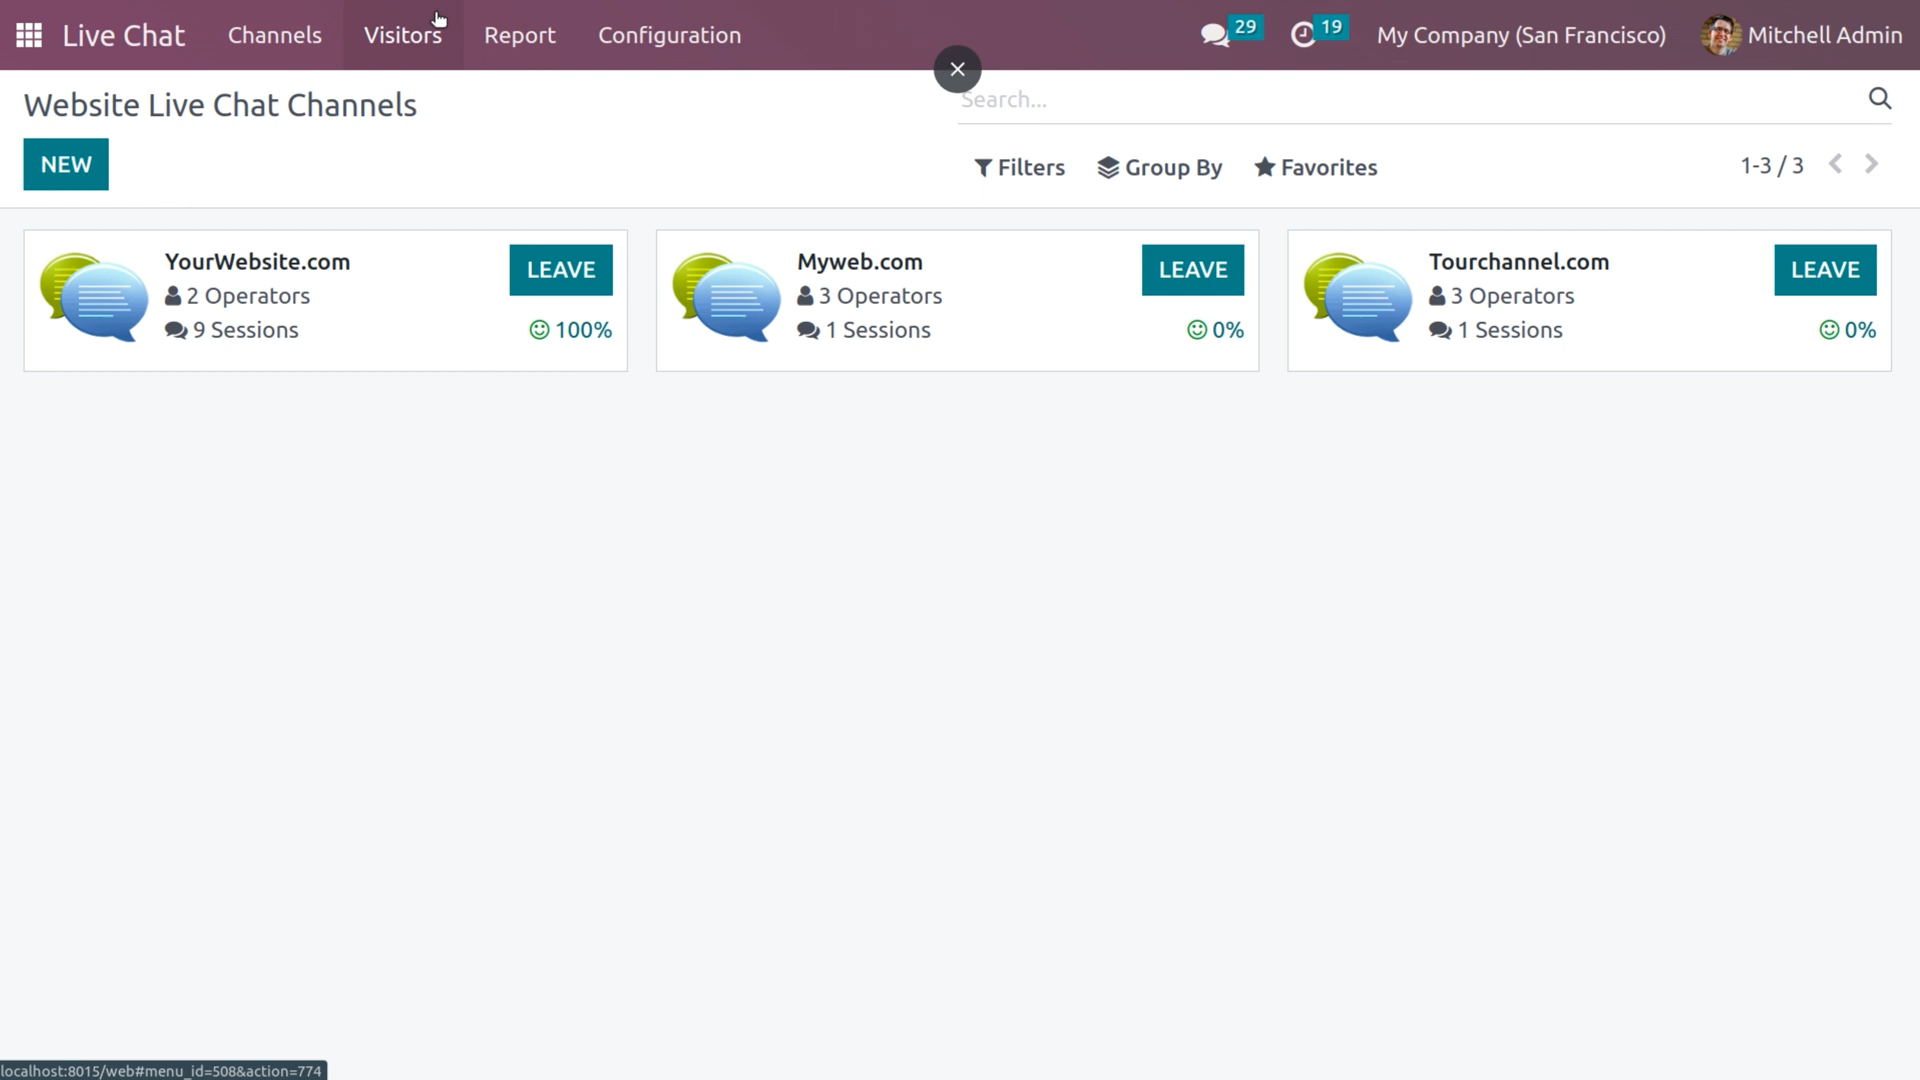 Live Chat Channels Visitors Report Configuration 29 19 My Company (San Francisco) Mitchell Admin
Website Live Chat Channels
Search...
NEW
Filters Group By Favorites 1-3 / 3
YourWebsite.com
2 Operators
9 Sessions
LEAVE
100%
Myweb.com
3 Operators
1 Sessions
LEAVE
0%
Tourchannel.com
3 Operators
1 Sessions
LEAVE
0%
localhost:8015/web#menu_id=508&action=774